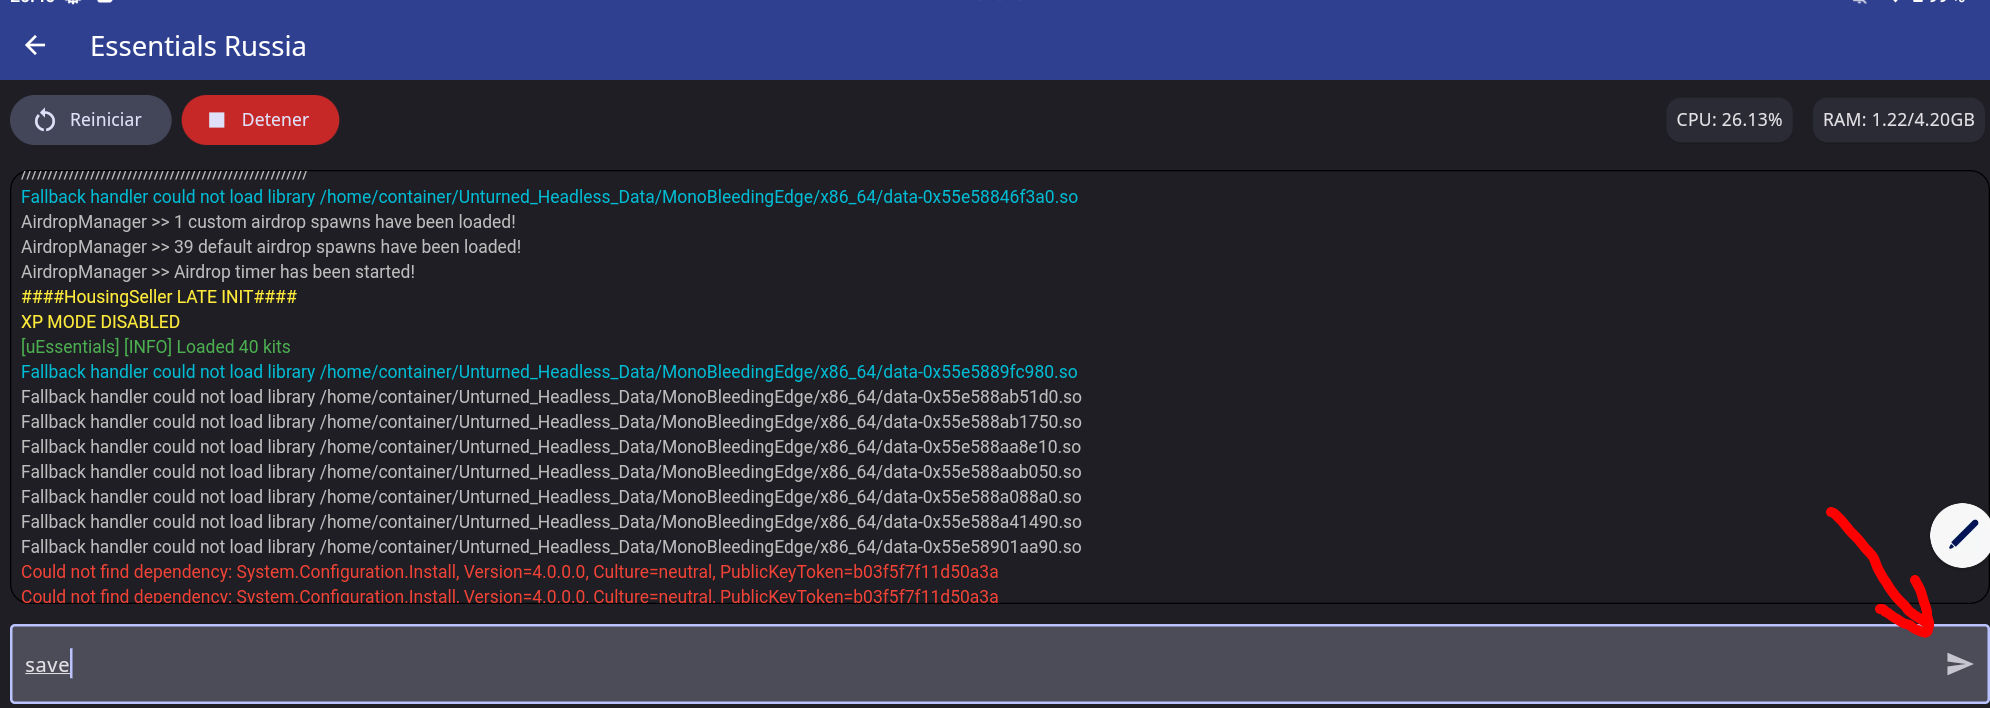 Essentials Russia
Reiniciar
Detener
CPU: 26.13%
RAM: 1.22/4.20GB
///////////////////////////////////////////////////////
Fallback handler could not load library /home/container/Unturned_Headless_Data/MonoBleedingEdge/x86_64/data-0x55e58846f3a0.so
AirdropManager >> 1 custom airdrop spawns have been loaded!
AirdropManager >> 39 default airdrop spawns have been loaded!
AirdropManager >> Airdrop timer has been started!
####HousingSeller LATE INIT####
XP MODE DISABLED
[uEssentials] [INFO] Loaded 40 kits
Fallback handler could not load library /home/container/Unturned_Headless_Data/MonoBleedingEdge/x86_64/data-0x55e5889fc980.so
Fallback handler could not load library /home/container/Unturned_Headless_Data/MonoBleedingEdge/x86_64/data-0x55e588ab51d0.so
Fallback handler could not load library /home/container/Unturned_Headless_Data/MonoBleedingEdge/x86_64/data-0x55e588ab1750.so
Fallback handler could not load library /home/container/Unturned_Headless_Data/MonoBleedingEdge/x86_64/data-0x55e588aa8e10.so
Fallback handler could not load library /home/container/Unturned_Headless_Data/MonoBleedingEdge/x86_64/data-0x55e588aab050.so
Fallback handler could not load library /home/container/Unturned_Headless_Data/MonoBleedingEdge/x86_64/data-0x55e588a088a0.so
Fallback handler could not load library /home/container/Unturned_Headless_Data/MonoBleedingEdge/x86_64/data-0x55e588a41490.so
Fallback handler could not load library /home/container/Unturned_Headless_Data/MonoBleedingEdge/x86_64/data-0x55e58901aa90.so
Could not find dependency: System.Configuration.Install, Version=4.0.0.0, Culture=neutral, PublicKeyToken=b03f5f7f11d50a3a
Could not find dependency: System.Configuration.Install, Version=4.0.0.0, Culture=neutral, PublicKeyToken=b03f5f7f11d50a3a
save